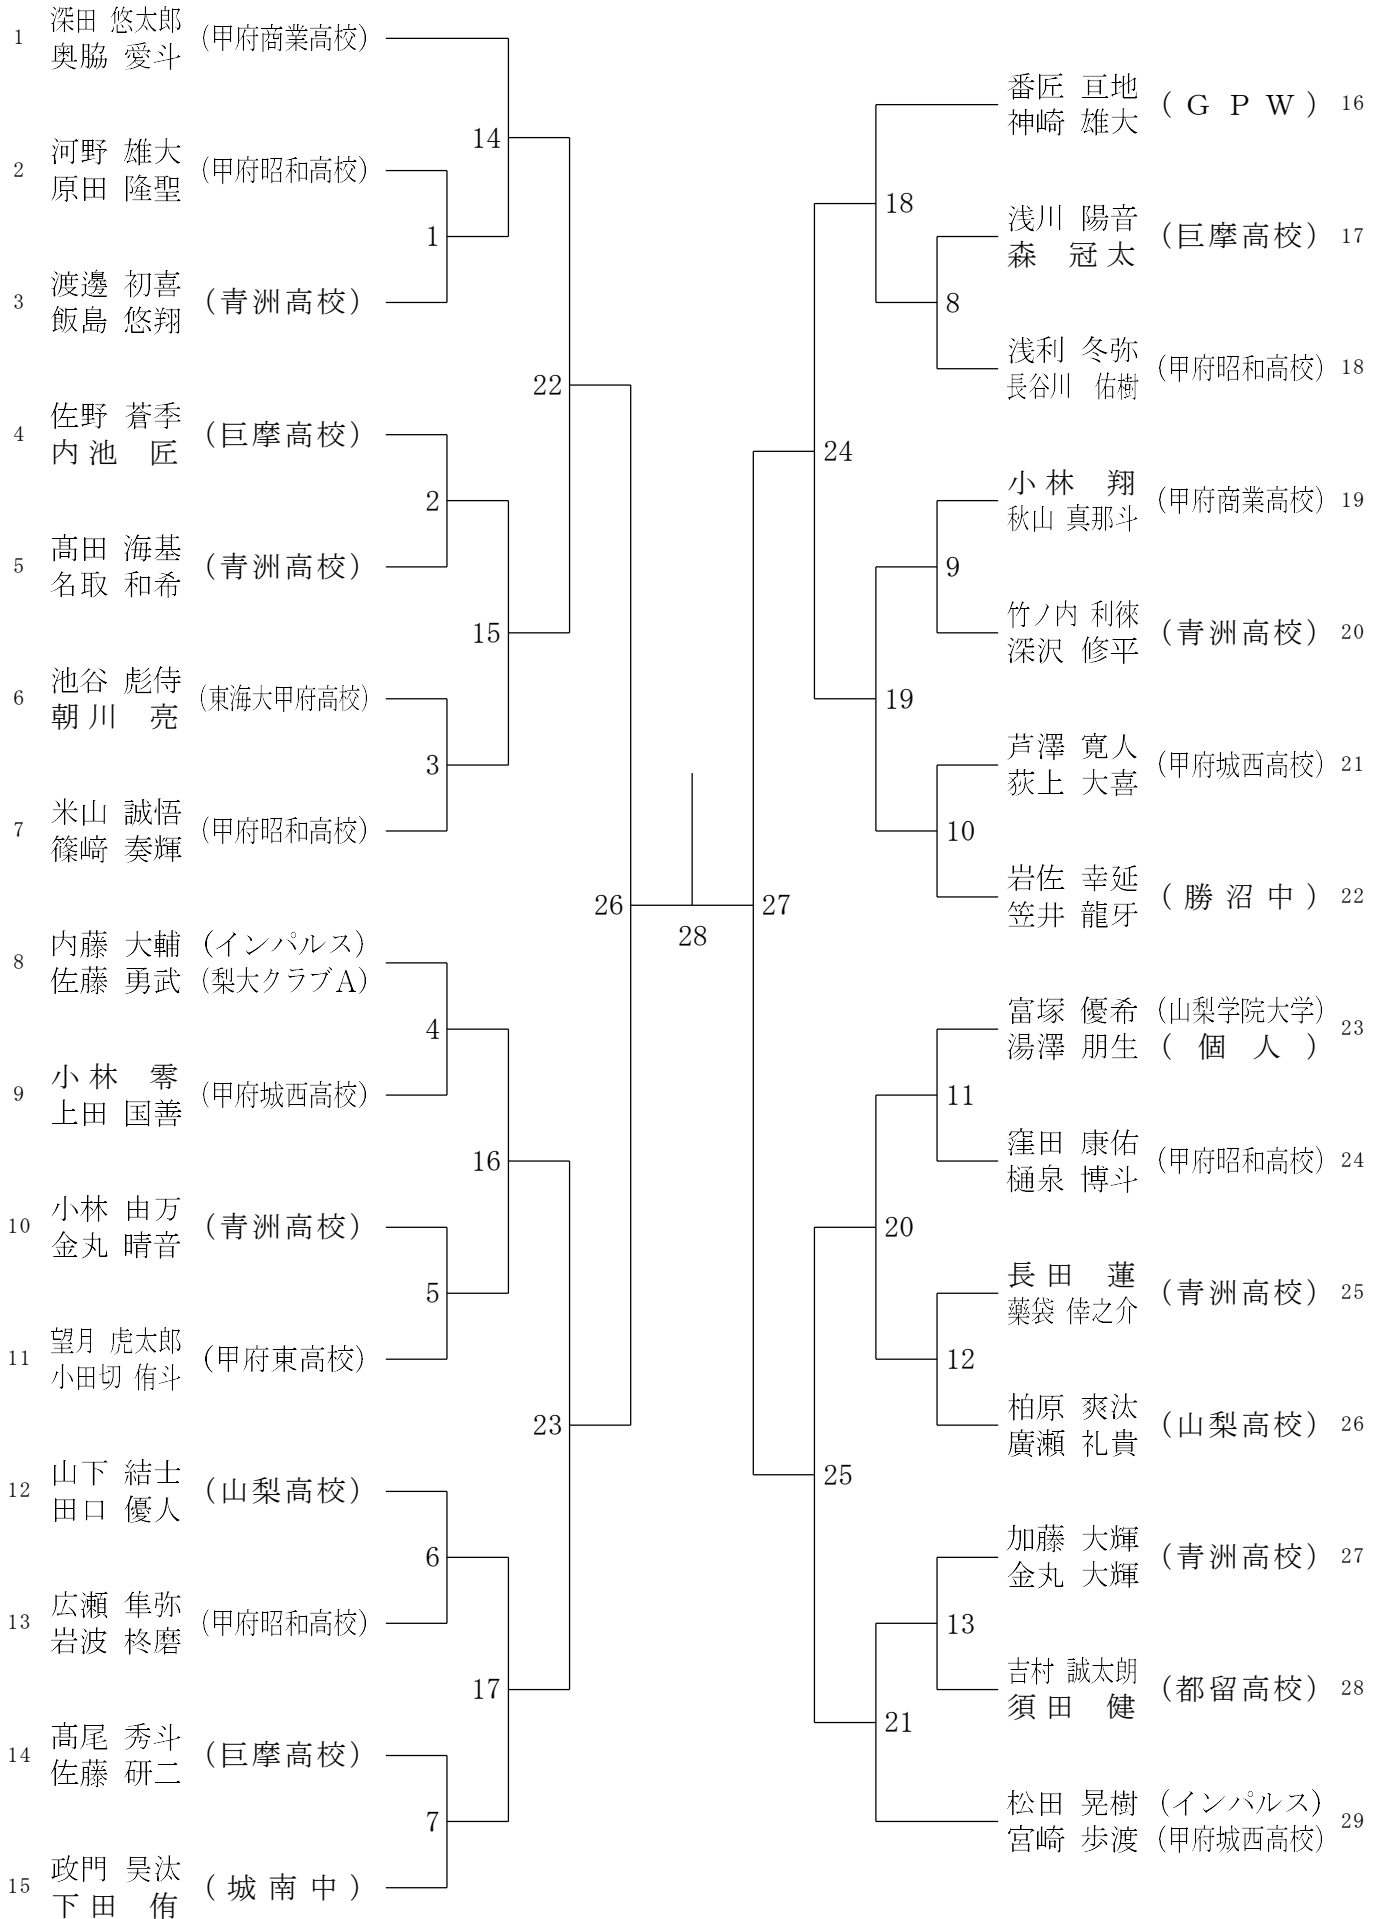 1 深田 悠太郎 (甲府商業高校)
奥脇 愛斗
14
2 河野 雄大 (甲府昭和高校)
原田 隆聖
1
3 渡邊 初喜 (青洲高校)
飯島 悠翔
22
4 佐野 蒼季 (巨摩高校)
内池 匠
2
5 髙田 海基 (青洲高校)
名取 和希
15
6 池谷 彪侍 (東海大甲府高校)
朝川 亮
3
7 米山 誠悟 (甲府昭和高校)
篠﨑 奏輝
26
8 内藤 大輔 (インパルス)
佐藤 勇武 (梨大クラブA)
4
9 小林 零 (甲府城西高校)
上田 国善
16
10 小林 由万 (青洲高校)
金丸 晴音
5
11 望月 虎太郎 (甲府東高校)
小田切 侑斗
23
12 山下 結士 (山梨高校)
田口 優人
6
13 広瀬 隼弥 (甲府昭和高校)
岩波 柊磨
17
14 髙尾 秀斗 (巨摩高校)
佐藤 研二
7
15 政門 昊汰 (城南中)
下田 侑
28
番匠 亘地 (GPW) 16
神崎 雄大
18
浅川 陽音 (巨摩高校) 17
森 冠太
8
浅利 冬弥 (甲府昭和高校) 18
長谷川 佑樹
24
小林 翔 (甲府商業高校) 19
秋山 真那斗
9
竹ノ内 利徠 (青洲高校) 20
深沢 修平
19
芦澤 寛人 (甲府城西高校) 21
荻上 大喜
10
岩佐 幸延 (勝沼中) 22
笠井 龍牙
27
富塚 優希 (山梨学院大学) 23
湯澤 朋生 (個人)
11
窪田 康佑 (甲府昭和高校) 24
樋泉 博斗
20
長田 蓮 (青洲高校) 25
藥袋 倖之介
12
柏原 爽汰 (山梨高校) 26
廣瀬 礼貴
25
加藤 大輝 (青洲高校) 27
金丸 大輝
13
吉村 誠太朗 (都留高校) 28
須田 健
21
松田 晃樹 (インパルス) 29
宮崎 歩渡 (甲府城西高校)